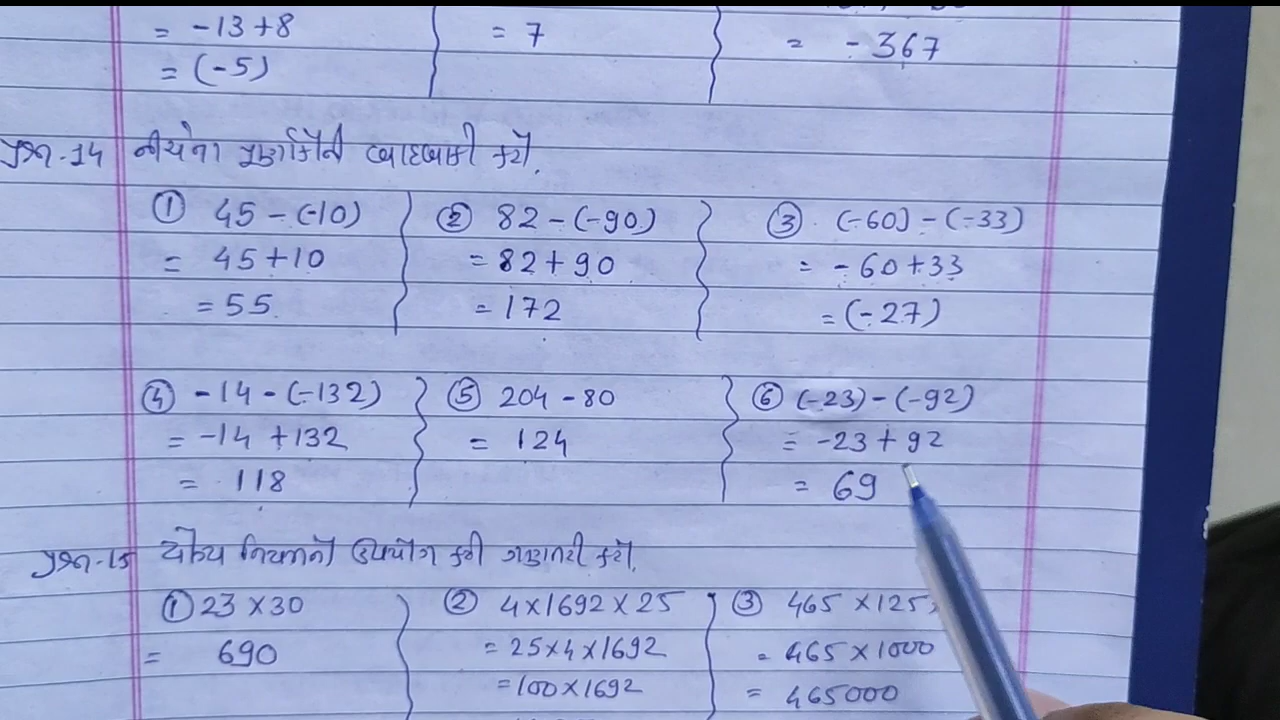 = -13+8
= (-5)
= 7
= -367
પ્રશ્ન-14 નીચેના પૂર્ણાંકોની બાદબાકી કરો.
① 45 - (-10)
= 45+10
= 55
② 82 - (-90)
= 82 + 90
= 172
③ (-60) - (-33)
= -60+33
= (-27)
④ -14 - (-132)
= -14 +132
= 118
⑤ 204 - 80
= 124
⑥ (-23) - (-92)
= -23 + 92
= 69
પ્રશ્ન-15 યોગ્ય નિયમનો ઉપયોગ કરી ગણતરી કરો.
① 23 × 30
= 690
② 4×1692×25
= 25×4×1692
= 100×1692
③ 465 ×125
= 465 ×1000
= 465000